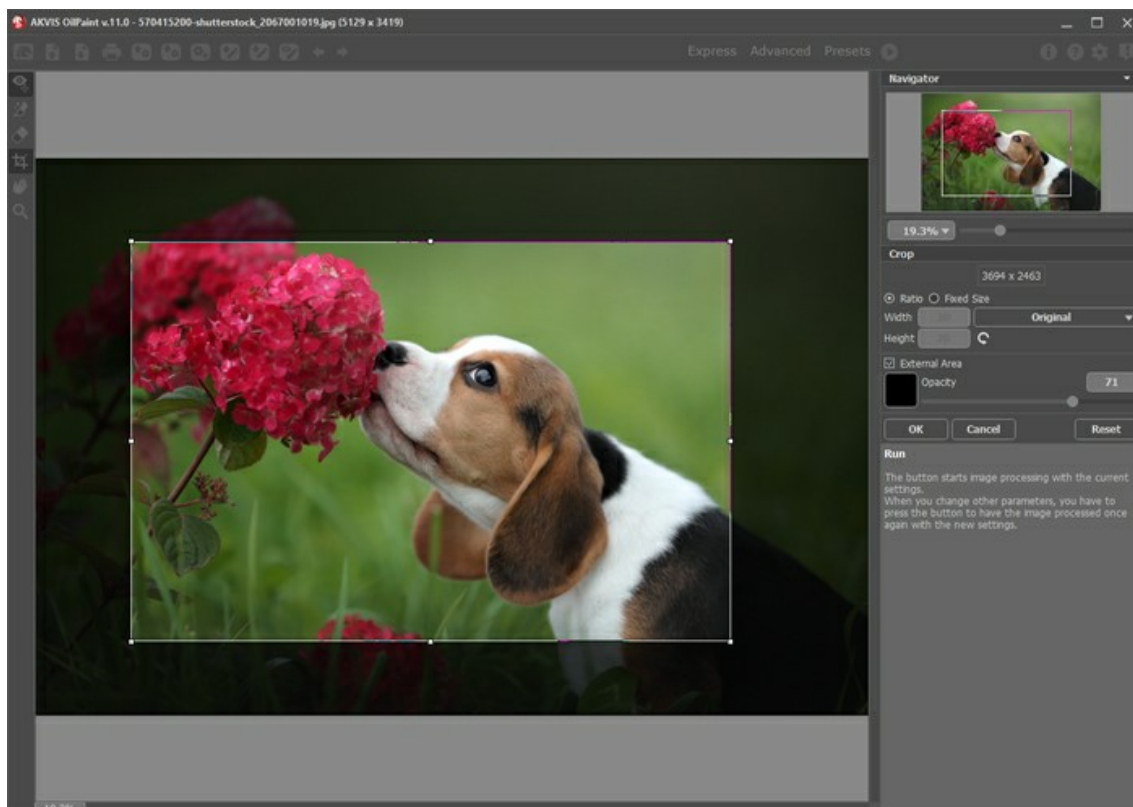 AKVIS OilPaint v.11.0 - 570415200-shutterstock_2067001019.jpg (5129 x 3419)
Express Advanced Presets
Navigator
19.3%
Crop
3694 x 2463
Ratio Fixed Size
Width Original
Height
External Area
Opacity 71
OK Cancel Reset
Run
The button starts image processing with the current
settings.
When you change other parameters, you have to
press the button to have the image processed once
again with the new settings.